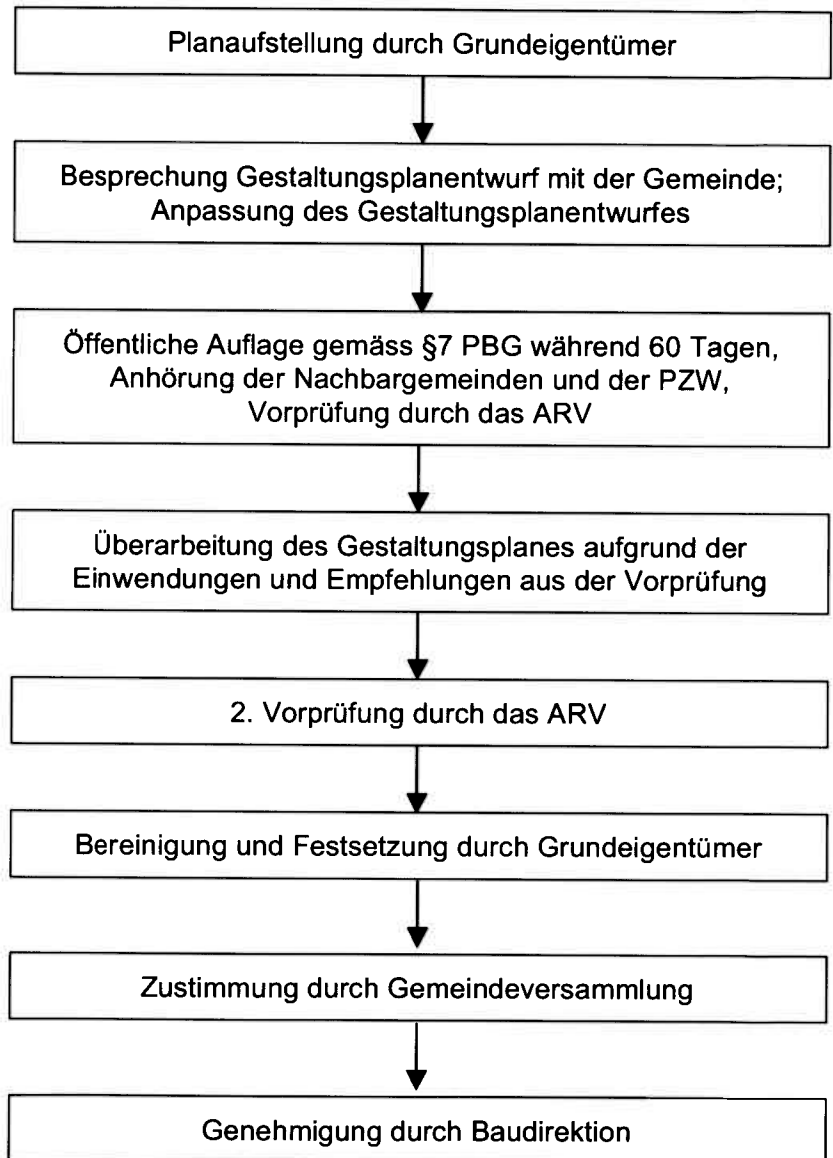 Planaufstellung durch Grundeigentümer
Besprechung Gestaltungsplanentwurf mit der Gemeinde;
Anpassung des Gestaltungsplanentwurfes
Öffentliche Auflage gemäss §7 PBG während 60 Tagen,
Anhörung der Nachbargemeinden und der PZW,
Vorprüfung durch das ARV
Überarbeitung des Gestaltungsplanes aufgrund der
Einwendungen und Empfehlungen aus der Vorprüfung
2. Vorprüfung durch das ARV
Bereinigung und Festsetzung durch Grundeigentümer
Zustimmung durch Gemeindeversammlung
Genehmigung durch Baudirektion